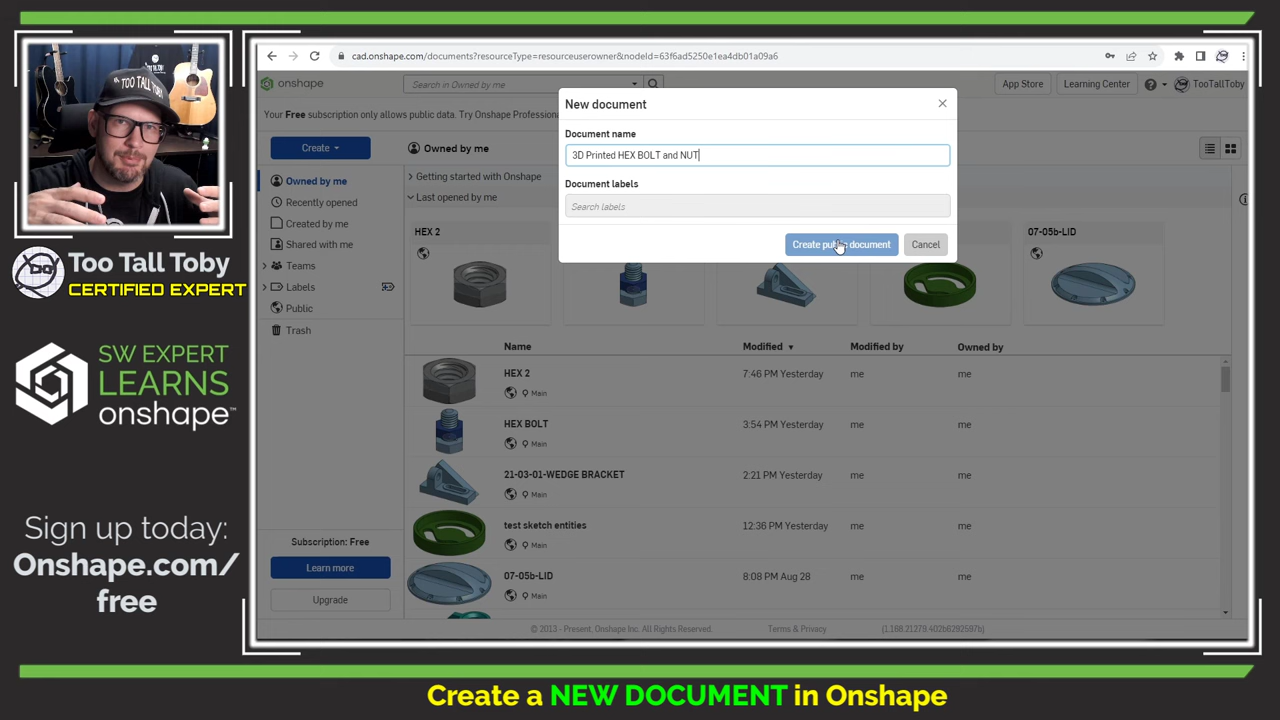 cad.onshape.com/documents?resourceType=resourceuserowner&nodeId=63f6ad5250e1ea4db01a09a6
onshape
Search in Owned by me
App Store
Learning Center
TooTallToby
Your Free subscription only allows public data. Try Onshape Profession
New document
Document name
3D Printed HEX BOLT and NUT
Document labels
Search labels
Create public document
Cancel
Create
Owned by me
Owned by me
Recently opened
Created by me
Shared with me
Teams
Labels
Public
Trash
Getting started with Onshape
Last opened by me
HEX 2
07-05b-LID
Name
Modified
Modified by
Owned by
HEX 2
Main
7:46 PM Yesterday
me
me
HEX BOLT
Main
3:54 PM Yesterday
me
me
21-03-01-WEDGE BRACKET
Main
2:21 PM Yesterday
me
me
test sketch entities
Main
12:36 PM Yesterday
me
me
07-05b-LID
Main
8:08 PM Aug 28
me
me
Subscription: Free
Learn more
Upgrade
© 2013 - Present, Onshape Inc. All Rights Reserved.
Terms & Privacy
"TOO TALL
TOBY"
Too Tall Toby
CERTIFIED EXPERT
SW EXPERT
LEARNS
onshape™
Sign up today:
Onshape.com/
free
Create a NEW DOCUMENT in Onshape